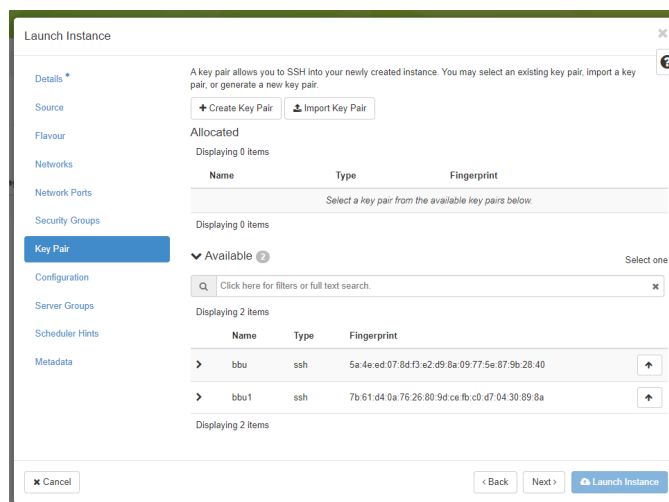 Launch Instance
Details *
Source
Flavour
Networks
Network Ports
Security Groups
Key Pair
Configuration
Server Groups
Scheduler Hints
Metadata
A key pair allows you to SSH into your newly created instance. You may select an existing key pair, import a key
pair, or generate a new key pair.
Create Key Pair Import Key Pair
Allocated
Displaying 0 items
Name Type Fingerprint
Select a key pair from the available key pairs below.
Displaying 0 items
Available 2 Select one
Click here for filters or full text search.
Displaying 2 items
Name Type Fingerprint
bbu ssh 5a:4e:ed:07:8d:f3:e2:d9:8a:09:77:5e:87:9b:28:40
bbu1 ssh 7b:61:d4:0a:76:26:80:9d:ce:fb:c0:d7:04:30:89:8a
Displaying 2 items
Cancel < Back Next > Launch Instance